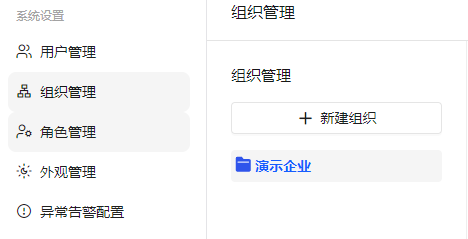 系统设置
用户管理
组织管理
角色管理
外观管理
异常告警配置
组织管理
组织管理
新建组织
演示企业